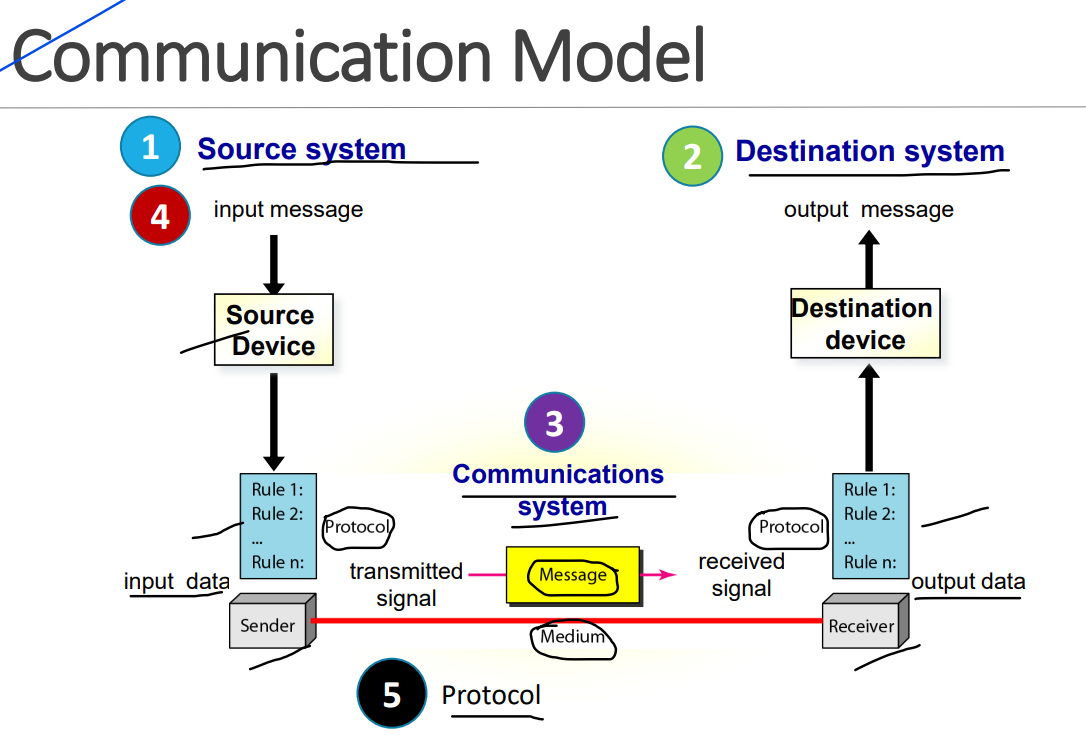 Communication Model
1
Source system
2
Destination system
4
input message
output message
Source
Device
Destination
device
3
Communications
system
Rule 1:
Rule 2:
...
Rule n:
Protocol
Protocol
Rule 1:
Rule 2:
...
Rule n:
input data
transmitted
signal
Message
received
signal
output data
Sender
Medium
Receiver
5
Protocol